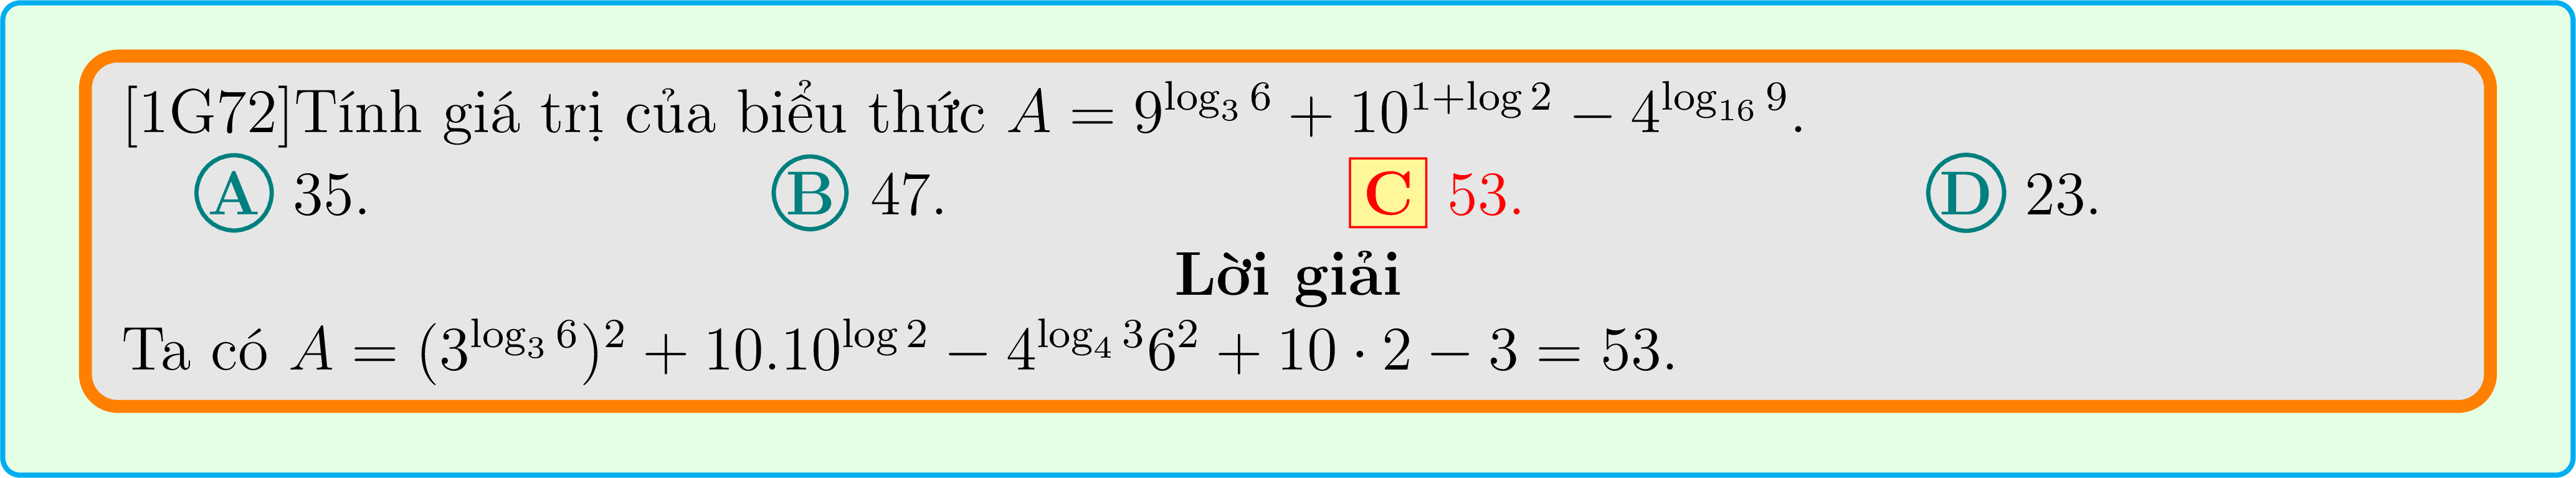 [1G72]Tính giá trị của biểu thức $A = 9^{\log_3 6} + 10^{1+\log 2} - 4^{\log_{16} 9}$.
A 35. B 47. C 53. D 23.
Lời giải
Ta có $A = (3^{\log_3 6})^2 + 10.10^{\log 2} - 4^{\log_4 3} 6^2 + 10 \cdot 2 - 3 = 53$.